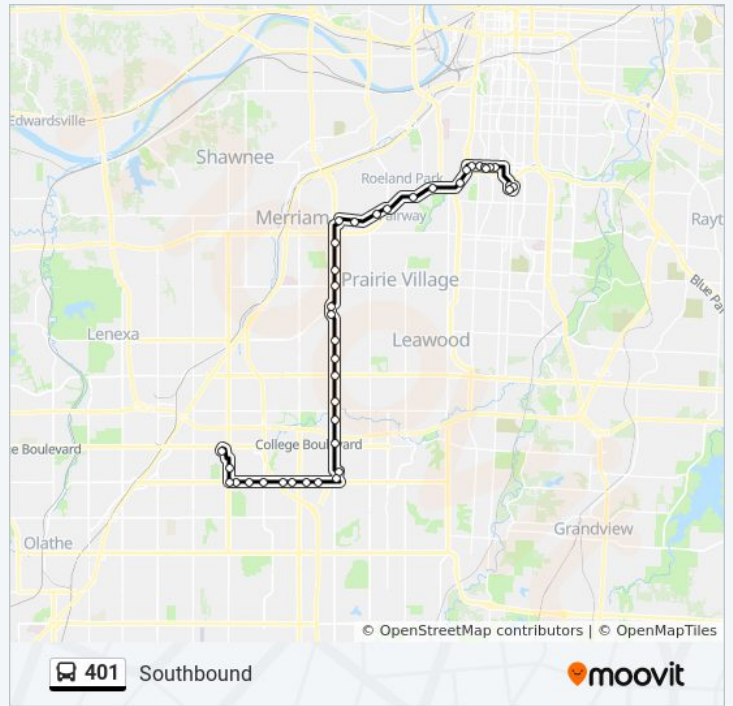 Edwardsville
Shawnee
Roeland Park
Merriam
Fairway
Rayt
Prairie Village
Blue Pa
Lenexa
Leawood
e Boulevard
College Boulevard
Grandview
Olathe
© OpenStreetMap contributors | © OpenMapTiles
401 Southbound
moovit